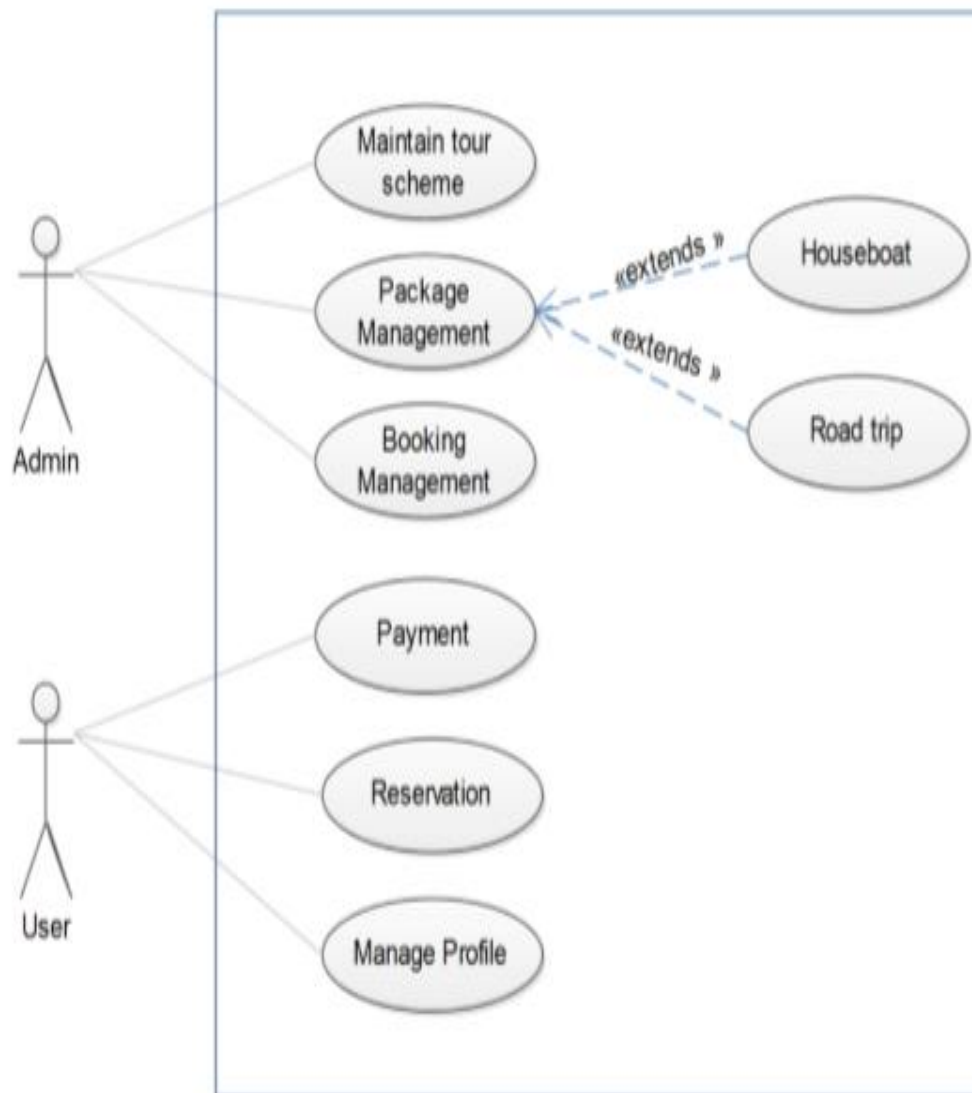 Maintain tour
scheme
Package
Management
«extends »
Houseboat
«extends »
Road trip
Booking
Management
Admin
Payment
Reservation
Manage Profile
User